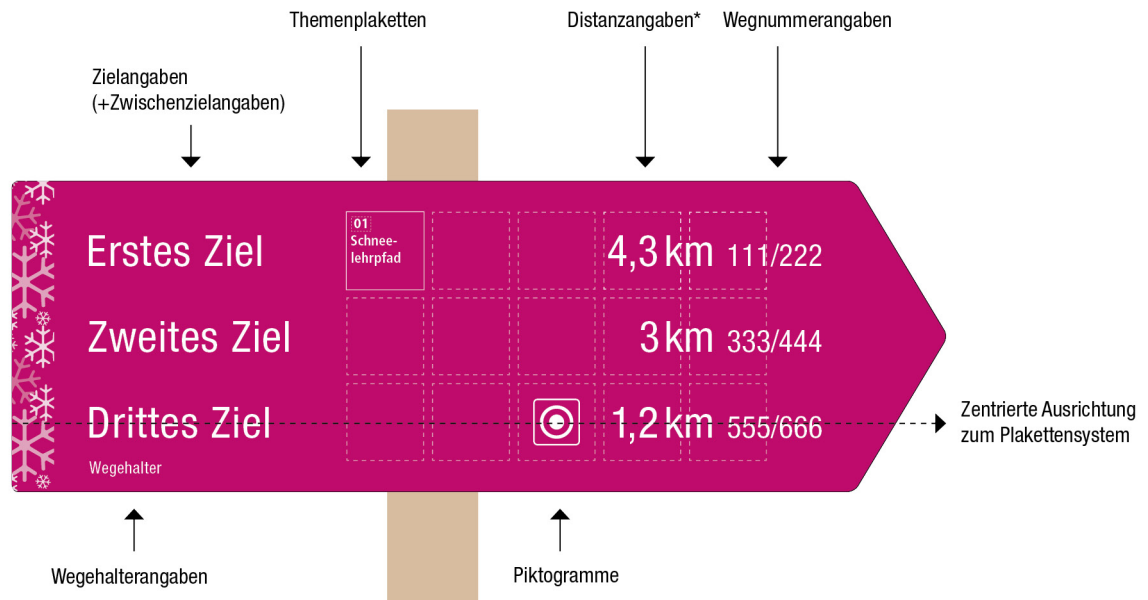 Themenplaketten
Distanzangaben*
Wegnummerangaben
Zielangaben
(+Zwischenzielangaben)
Erstes Ziel
01
Schnee-
lehrpfad
4,3 km 111/222
Zweites Ziel
3 km 333/444
Drittes Ziel
1,2 km 555/666
Wegehalter
Zentrierte Ausrichtung
zum Plakettensystem
Wegehalterangaben
Piktogramme